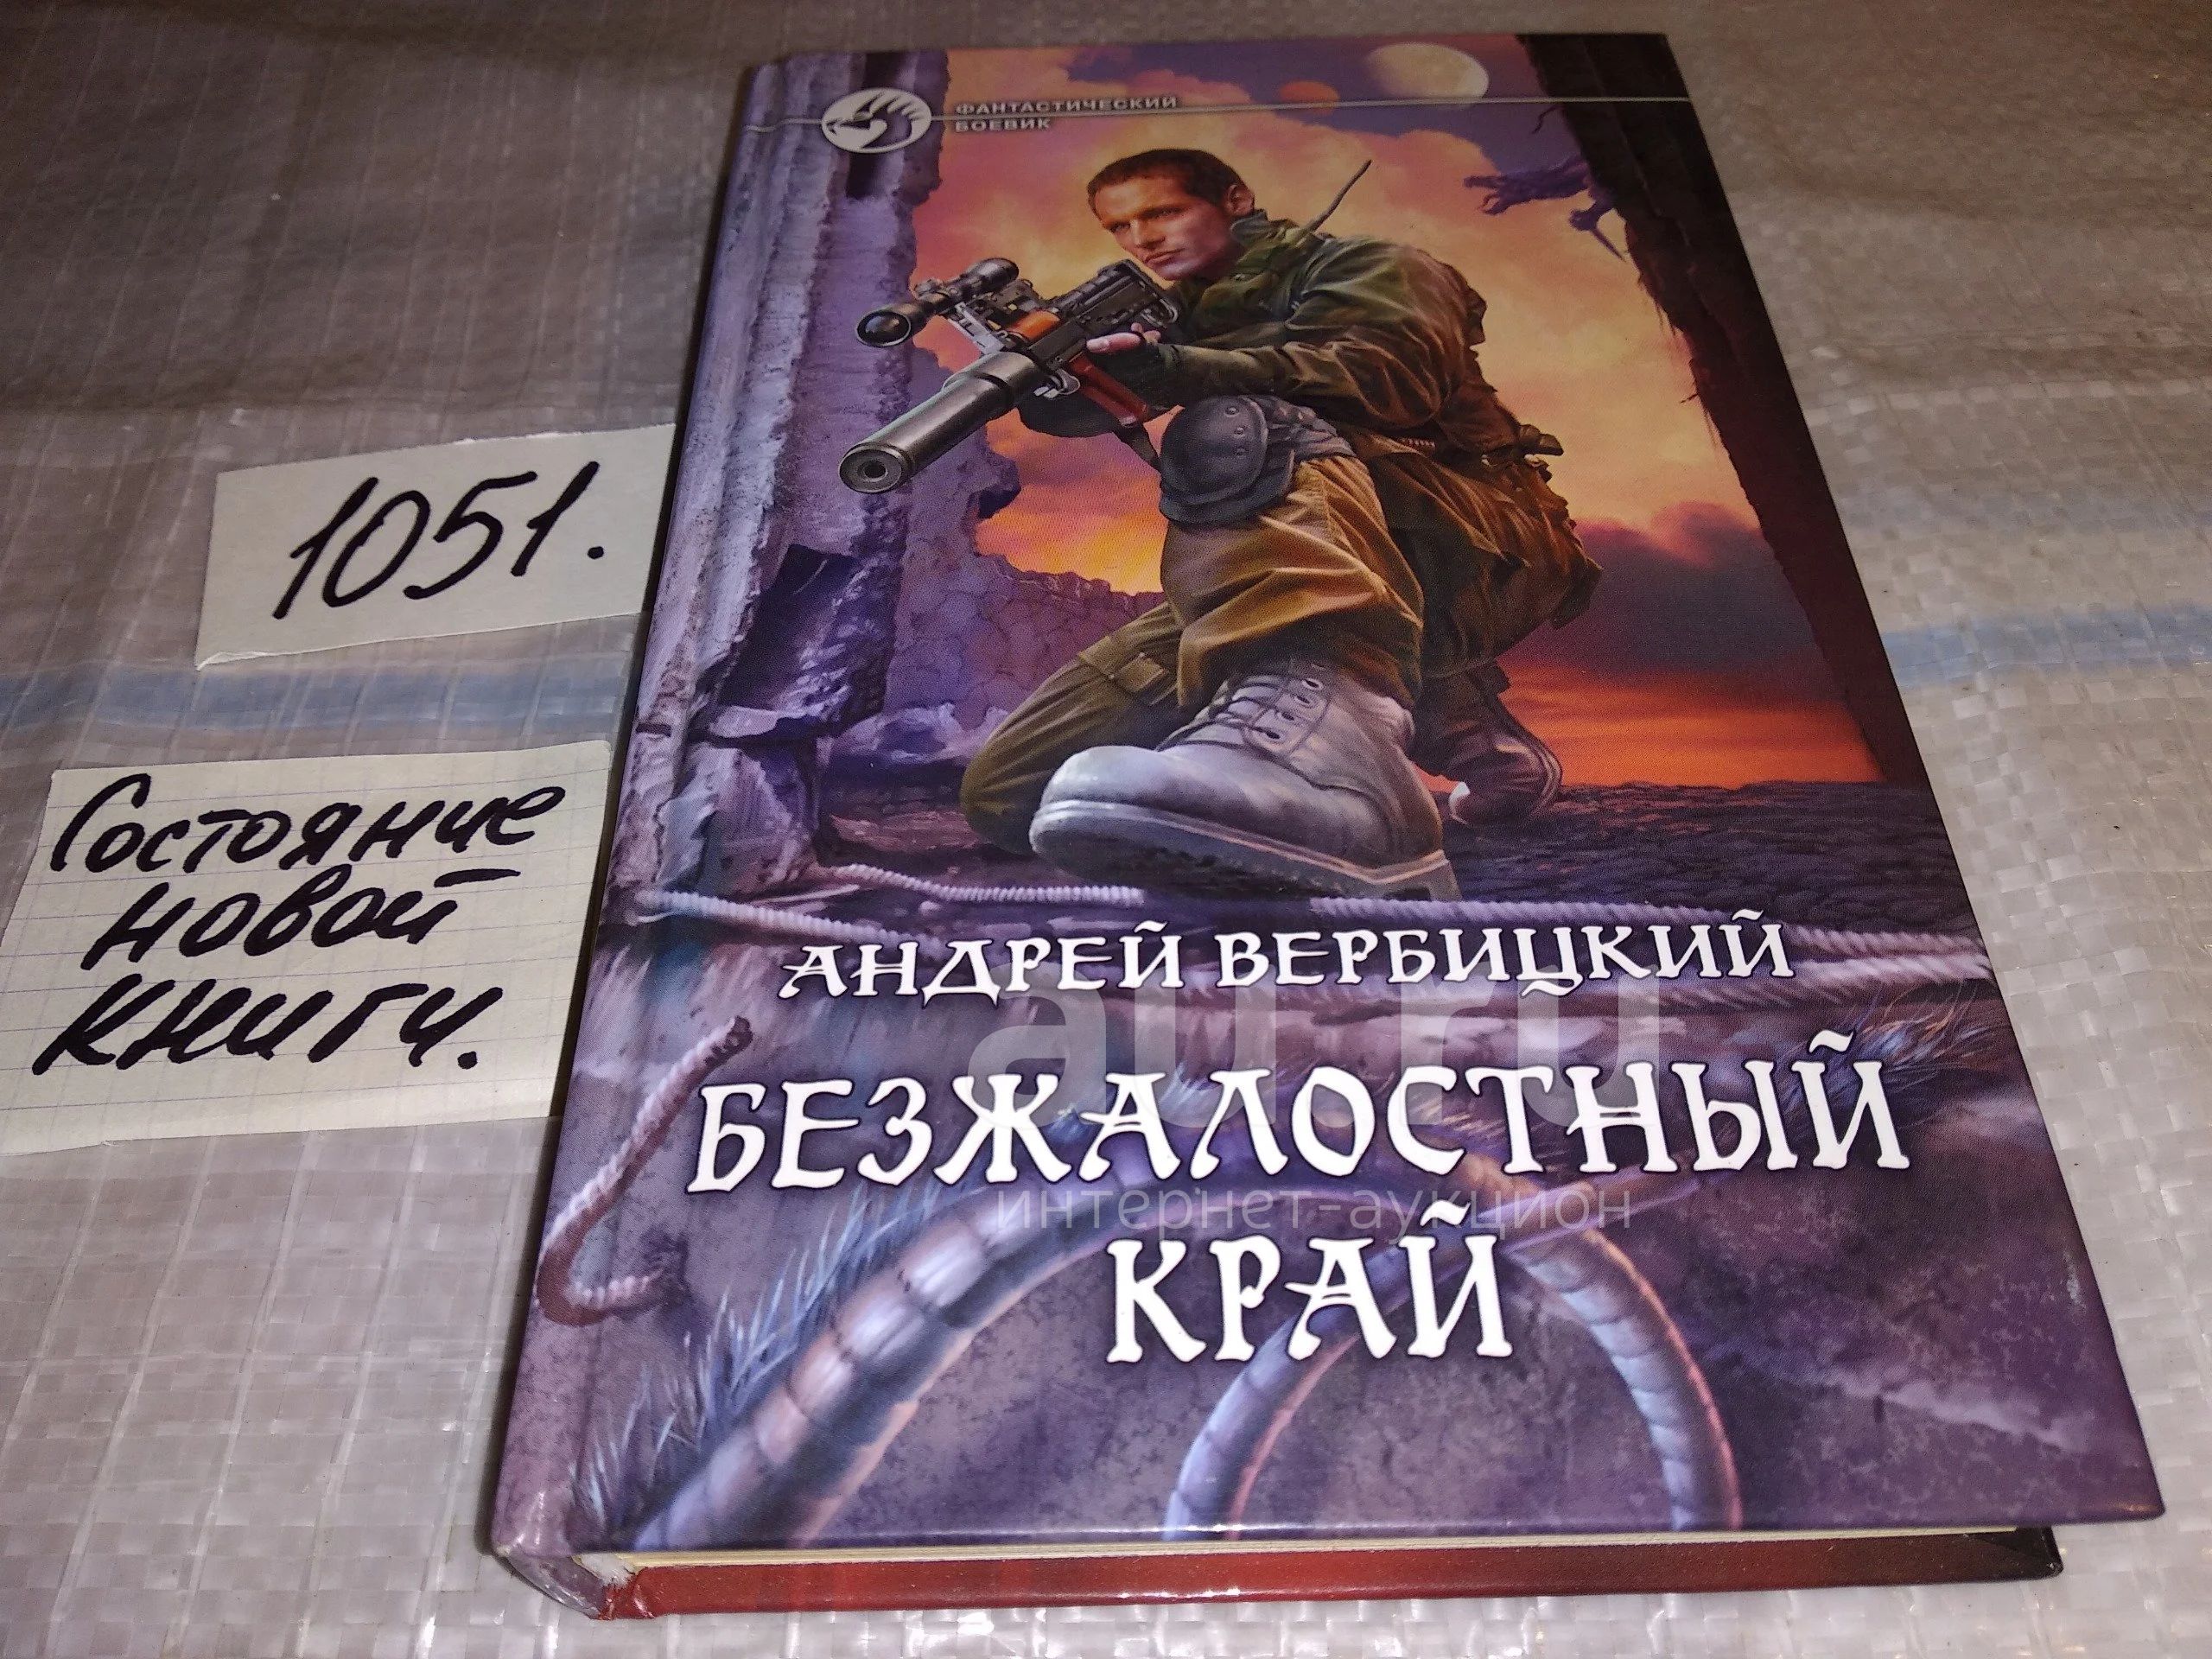 ФАНТАСТИЧЕСКИЙ
БОЕВИК
1051.
Состояние
новой
книги.
АНДРЕЙ ВЕРБИЦКИЙ
au.ru
БЕЗЖАЛОСТНЫЙ
интернет-аукцион
КРАЙ